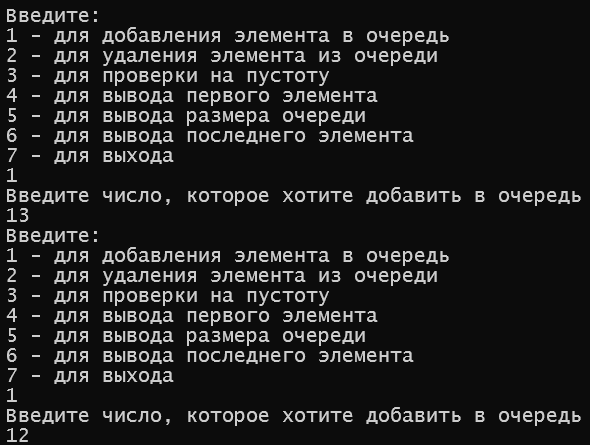 Введите:
1 - для добавления элемента в очередь
2 - для удаления элемента из очереди
3 - для проверки на пустоту
4 - для вывода первого элемента
5 - для вывода размера очереди
6 - для вывода последнего элемента
7 - для выхода
1
Введите число, которое хотите добавить в очередь
13
Введите:
1 - для добавления элемента в очередь
2 - для удаления элемента из очереди
3 - для проверки на пустоту
4 - для вывода первого элемента
5 - для вывода размера очереди
6 - для вывода последнего элемента
7 - для выхода
1
Введите число, которое хотите добавить в очередь
12